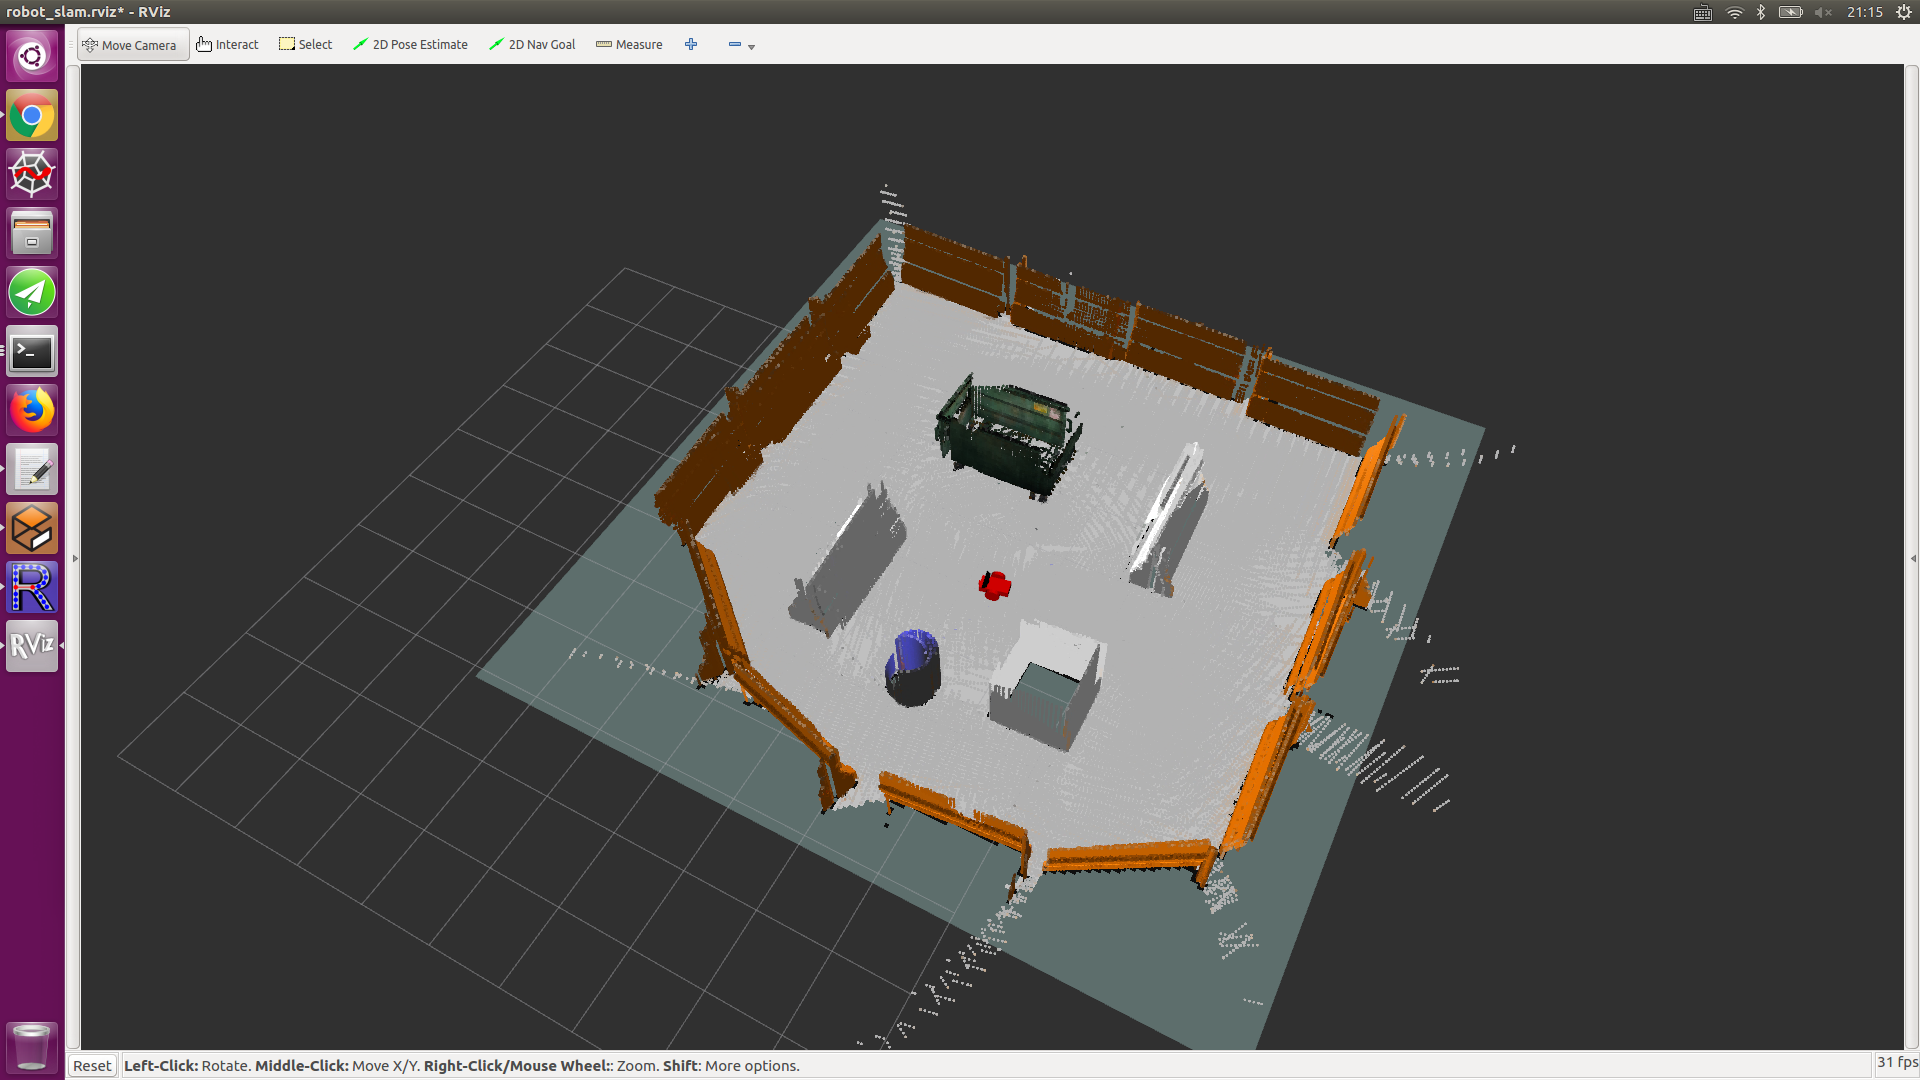 robot_slam.rviz* - RViz
21:15
Move Camera
Interact
Select
2D Pose Estimate
2D Nav Goal
Measure
>_
R
RViz
Reset
Left-Click: Rotate. Middle-Click: Move X/Y. Right-Click/Mouse Wheel:: Zoom. Shift: More options.
31 fps